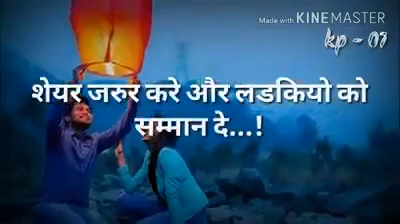 Made with KINEMASTER
kp - 07
शेयर जरुर करे और लडकियो को
सम्मान दे...!